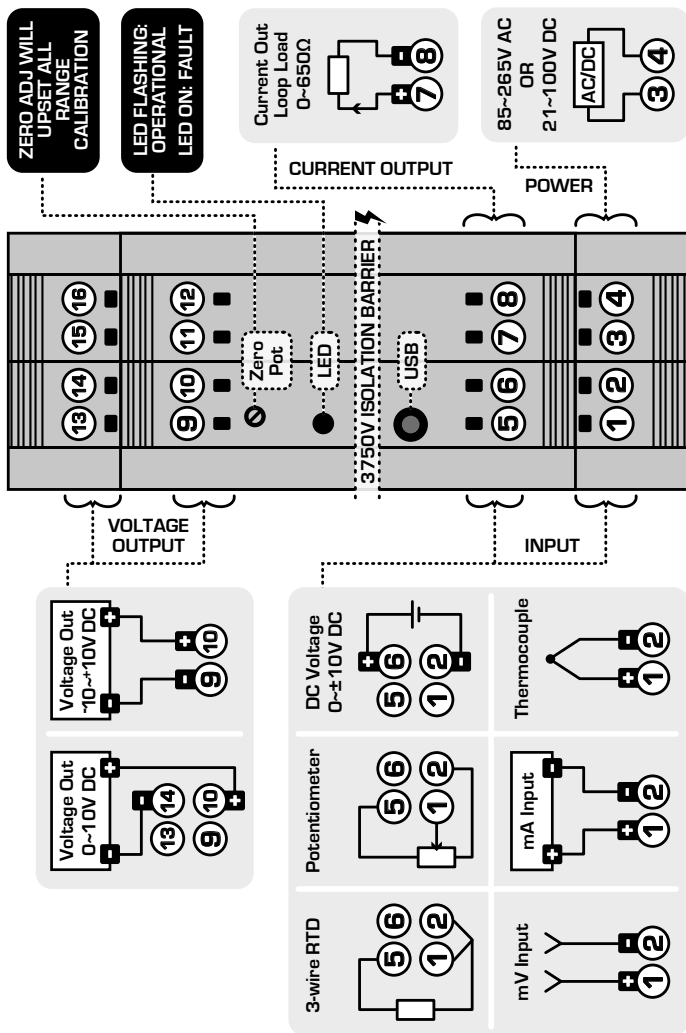 ZERO ADJ WILL
UPSET ALL
RANGE
CALIBRATION
LED FLASHING:
OPERATIONAL
LED ON: FAULT
Current Out
Loop Load
0~650Ω
- 8
+ 7
85~265V AC
OR
21~100V DC
AC/DC
3 4
CURRENT OUTPUT
POWER
15 16
13 14
11 12
9 10
Zero
Pot
LED
3750V ISOLATION BARRIER
USB
7 8
5 6
3 4
1 2
VOLTAGE
OUTPUT
INPUT
Voltage Out
-10~+10V DC
- +
- +
9 10
Voltage Out
0~10V DC
- +
-
13 14
9 10
+
DC Voltage
0~±10V DC
+
5 6
1 2
-
Potentiometer
5 6
1 2
3-wire RTD
5 6
1 2
Thermocouple
+ -
1 2
mA Input
+ -
+ -
1 2
mV Input
+ -
1 2